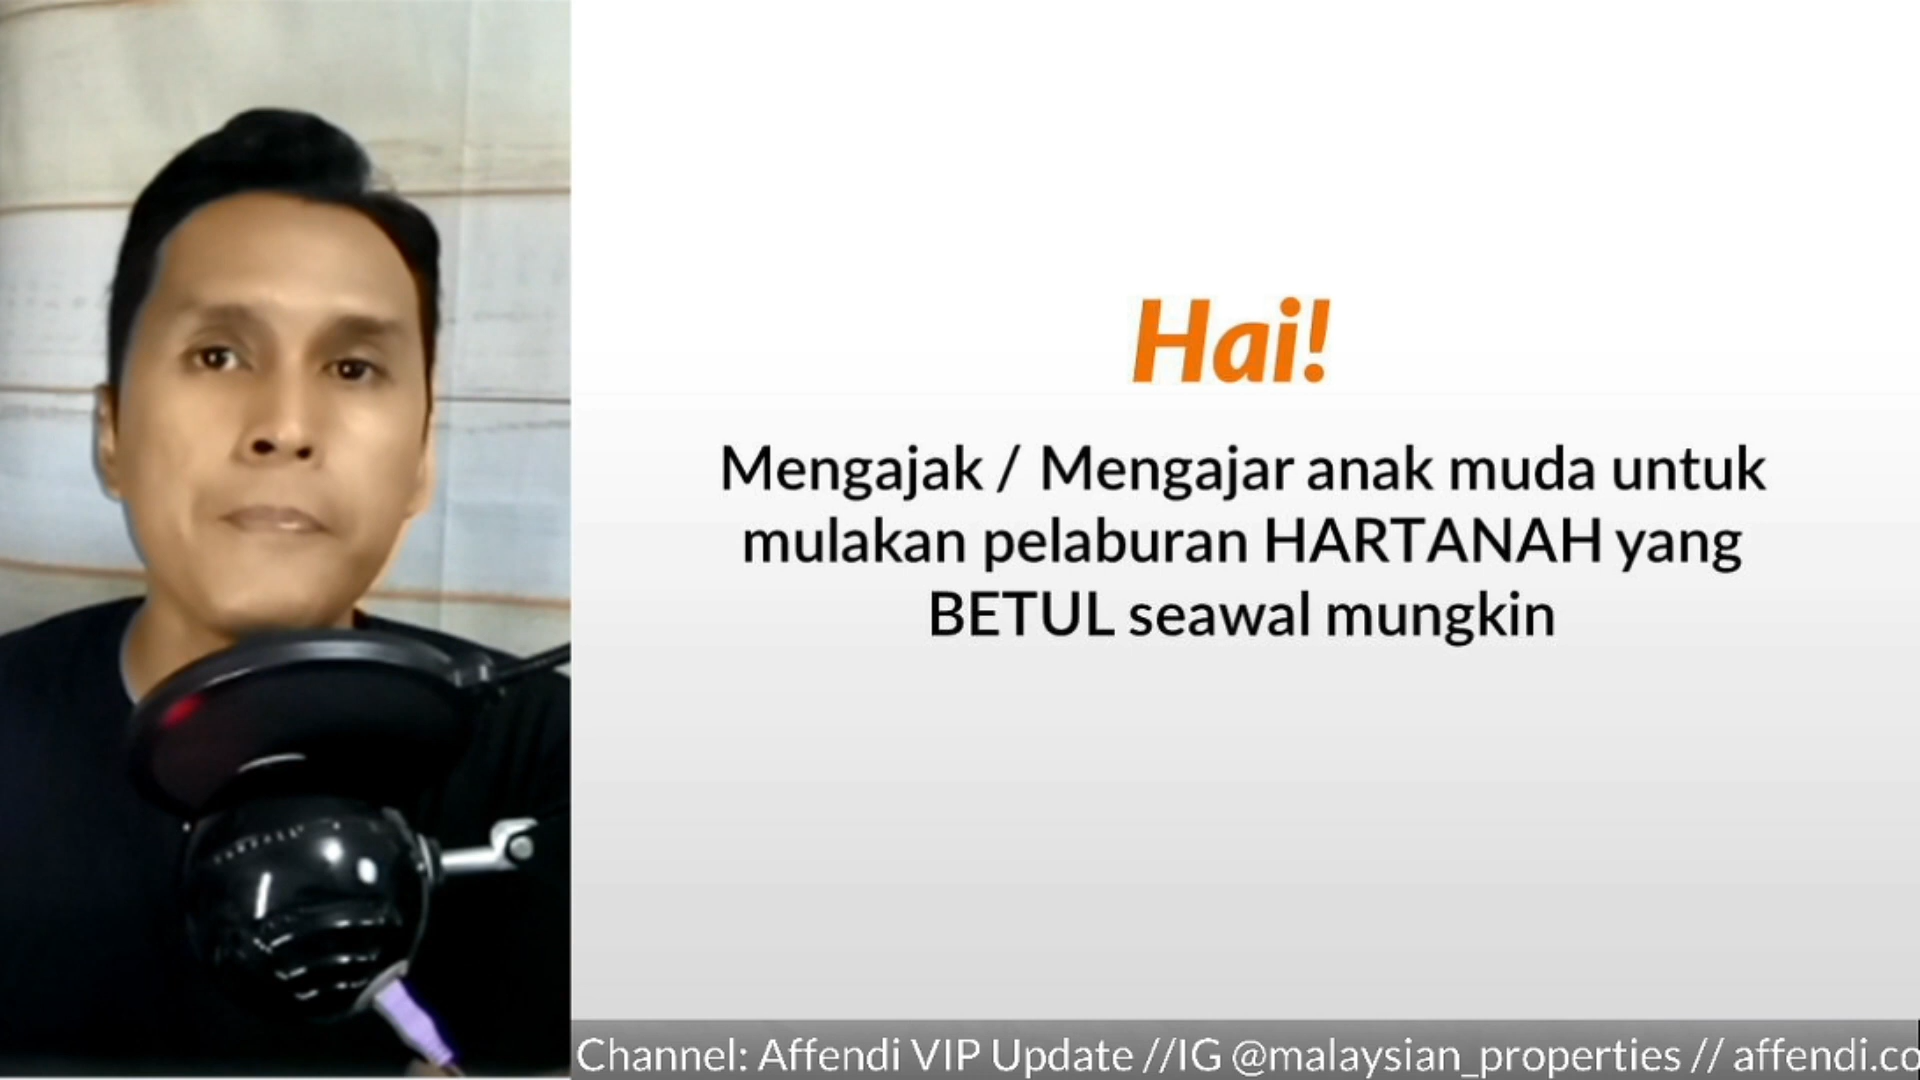 Hai!
Mengajak / Mengajar anak muda untuk
mulakan pelaburan HARTANAH yang
BETUL seawal mungkin
Channel: Affendi VIP Update //IG @malaysian_properties // affendi.co